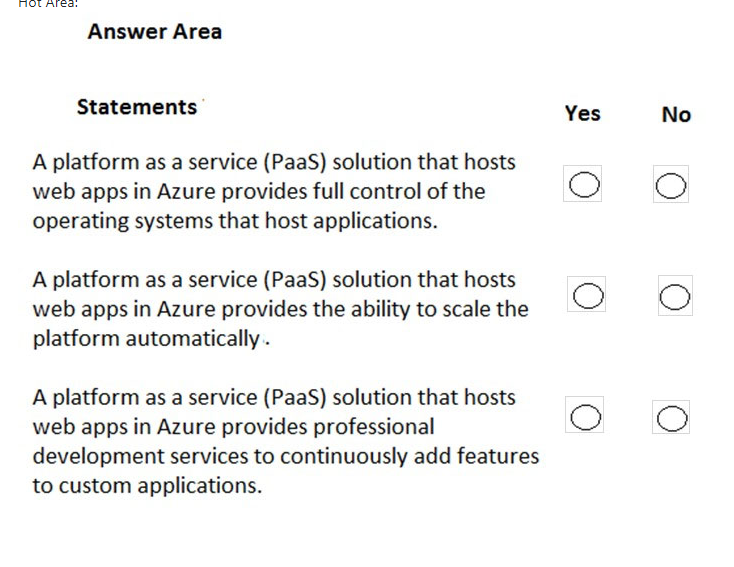 Hot Area:
Answer Area
Statements
Yes No
A platform as a service (PaaS) solution that hosts
web apps in Azure provides full control of the
operating systems that host applications.
A platform as a service (PaaS) solution that hosts
web apps in Azure provides the ability to scale the
platform automatically.
A platform as a service (PaaS) solution that hosts
web apps in Azure provides professional
development services to continuously add features
to custom applications.